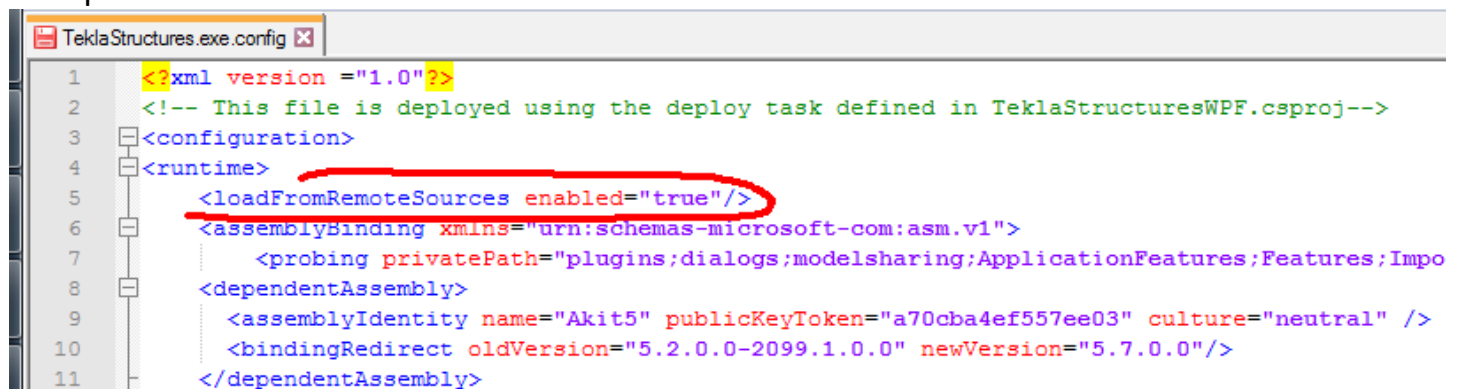 TeklaStructures.exe.config
1 <?xml version ="1.0"?>
2 <!-- This file is deployed using the deploy task defined in TeklaStructuresWPF.csproj-->
3 <configuration>
4 <runtime>
5 <loadFromRemoteSources enabled="true"/>
6 <assemblyBinding xmlns="urn:schemas-microsoft-com:asm.v1">
7 <probing privatePath="plugins;dialogs;modelsharing;ApplicationFeatures;Features;Impo
8 <dependentAssembly>
9 <assemblyIdentity name="Akit5" publicKeyToken="a70cba4ef557ee03" culture="neutral" />
10 <bindingRedirect oldVersion="5.2.0.0-2099.1.0.0" newVersion="5.7.0.0"/>
11 </dependentAssembly>